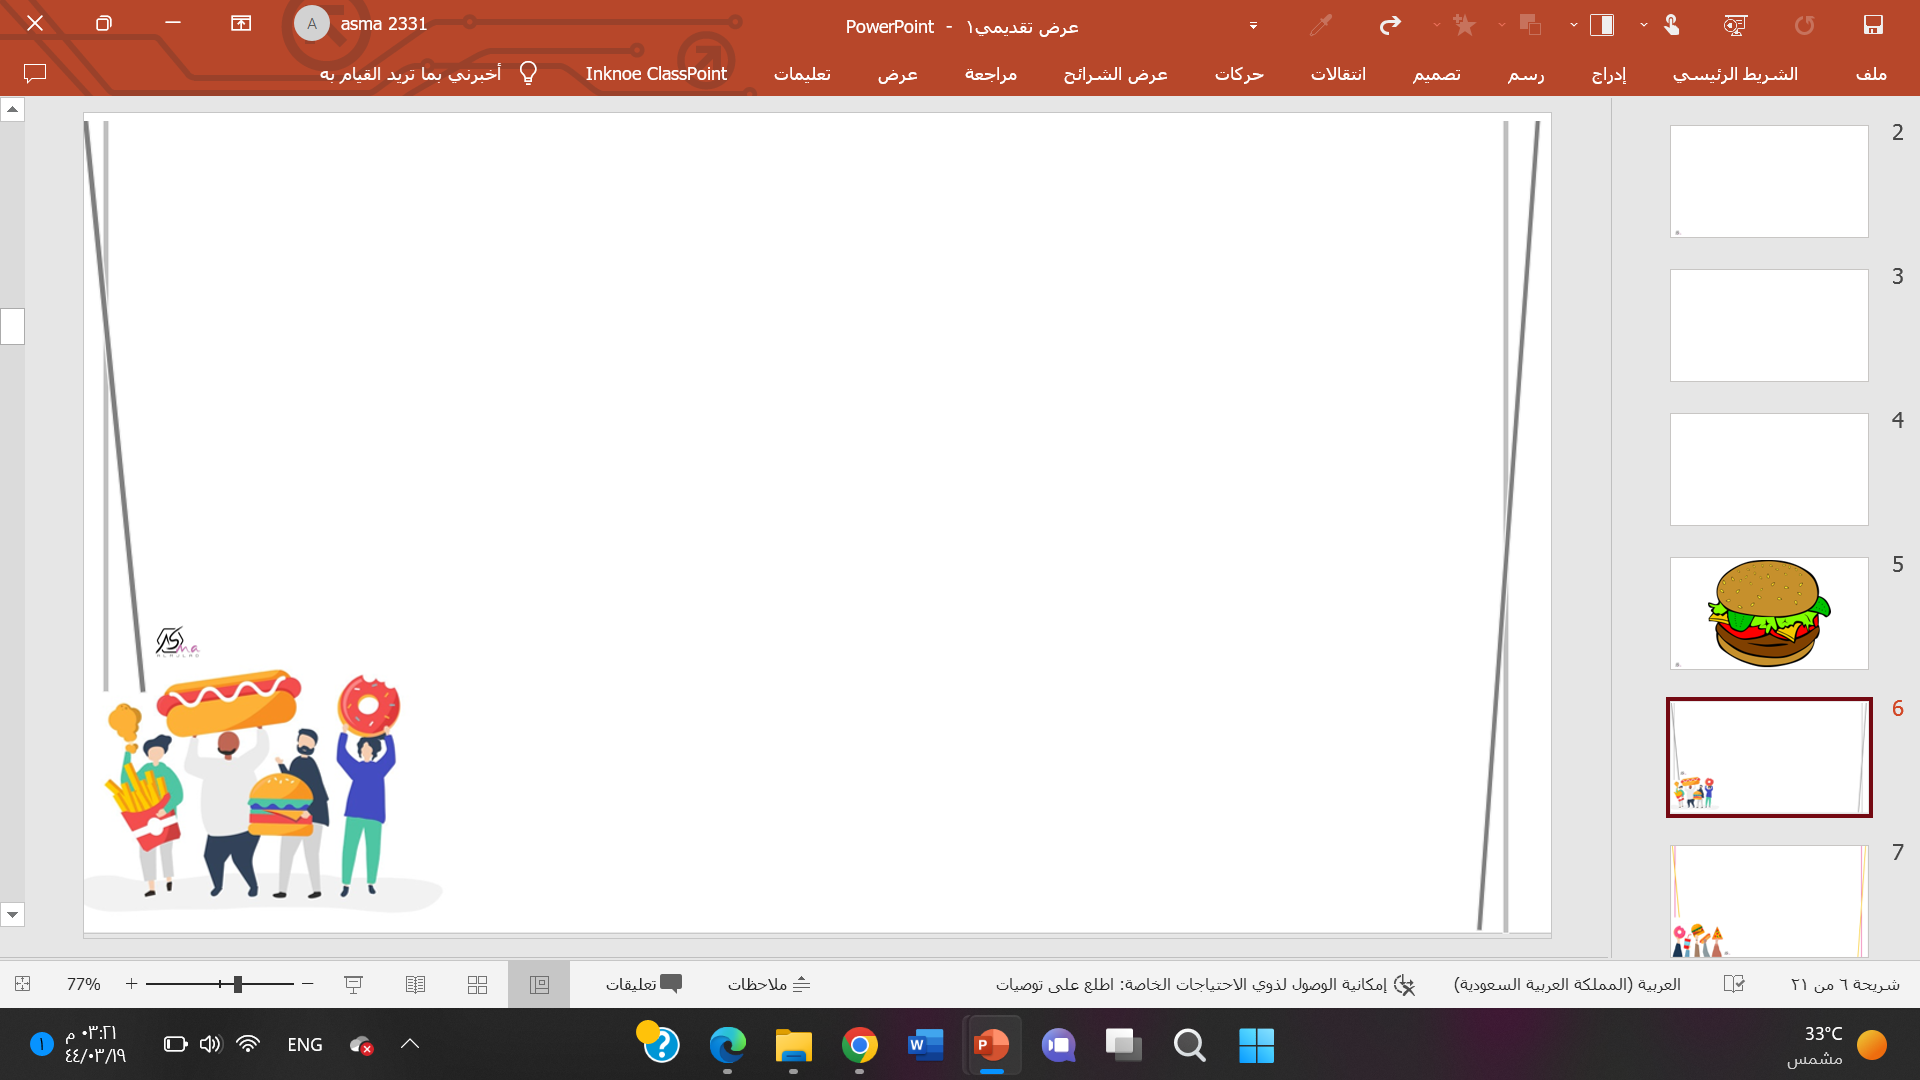 asma 2331
A
PowerPoint - عرض تقديمي١
ملف
الشريط الرئيسي
إدراج
رسم
تصميم
انتقالات
حركات
عرض الشرائح
مراجعة
عرض
تعليمات
Inknoe ClassPoint
أخبرني بما تريد القيام به
2
3
4
5
6
7
ASma
شريحة ٦ من ٢١
العربية (المملكة العربية السعودية)
إمكانية الوصول لذوي الاحتياجات الخاصة: اطلع على توصيات
ملاحظات
تعليقات
77%
33°C
مشمس
ENG
٠٣:٢١ م
٤٤/٠٣/١٩
١